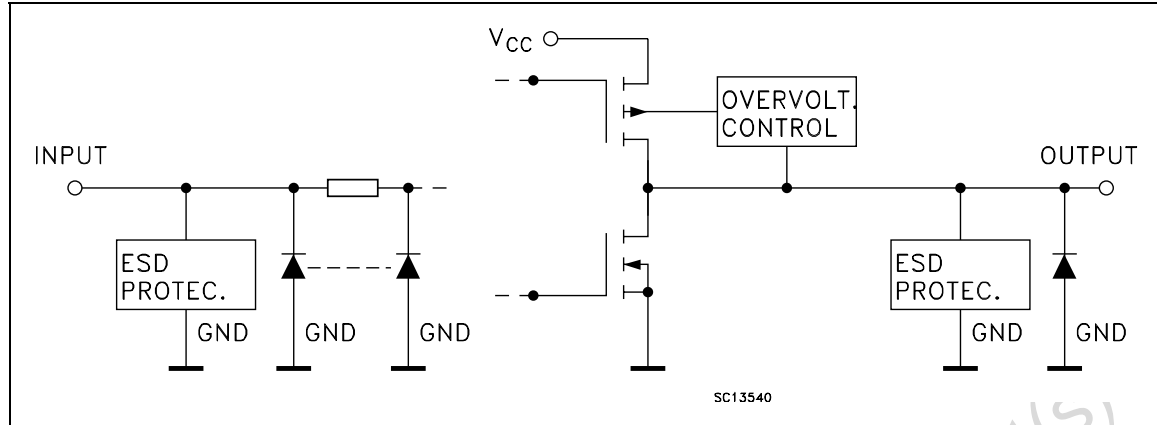 VCC
OVERVOLT.
CONTROL
INPUT
OUTPUT
ESD
PROTEC.
ESD
PROTEC.
GND
GND
GND
GND
GND
SC13540